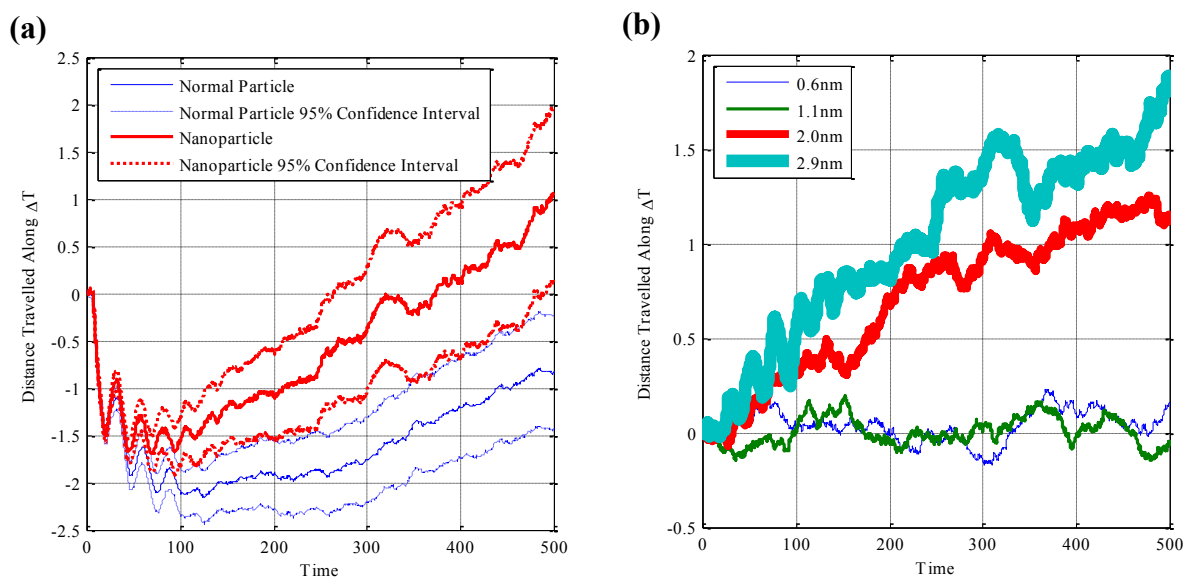 (a)
2.5
2
1.5
1
0.5
0
-0.5
-1
-1.5
-2
-2.5
Distance Travelled Along ΔT
Normal Particle
Normal Particle 95% Confidence Interval
Nanoparticle
Nanoparticle 95% Confidence Interval
0 100 200 300 400 500
Time
(b)
2
1.5
1
0.5
0
-0.5
Distance Travelled Along ΔT
0.6nm
1.1nm
2.0nm
2.9nm
0 100 200 300 400 500
Time